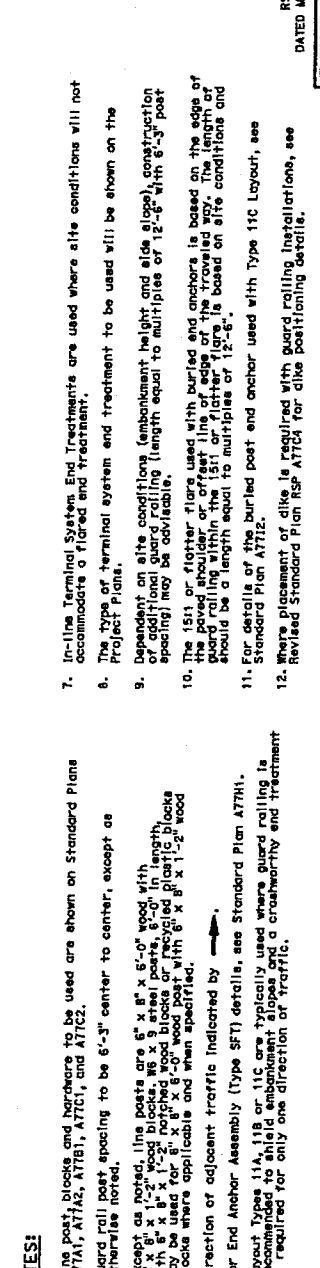 TES:
ne post, blocks and hardware to be used are shown on Standard Plans
77A1, A77A2, A77B1, A77C1, and A77C2.
ard rail post spacing to be 6'-3" center to center, except as
herwise noted.
cept as noted, line posts are 6" x 8" x 6'-0" wood with
x 8" x 1'-2" wood blocks. W6 x 9 steel posts, 6'-0" in length,
th 6" x 8" x 1'-2" notched wood blocks or recycled plastic blocks
y be used for 6" x 8" x 6'-0" wood post with 6" x 8" x 1'-2" wood
ocks where applicable and when specified.
rection of adjacent traffic indicated by
r End Anchor Assembly (Type SFT) details, see Standard Plan A77H1.
yout Types 11A, 11B or 11C are typically used where guard railing is
commended to shield embankment slopes and a crashworthy end treatment
required for only one direction of traffic.
7. In-line Terminal System End Treatments are used where site conditions will not
accommodate a flared end treatment.
8. The type of terminal system end treatment to be used will be shown on the
Project Plans.
9. Dependent on site conditions (embankment height and side slope), construction
of additional guard railing (length equal to multiples of 12'-6" with 6'-3" post
spacing) may be advisable.
10. The 15:1 or flatter flare used with buried end anchors is based on the edge of
the paved shoulder or offset line of edge of the traveled way. The length of
guard railing within the 15:1 or flatter flare is based on site conditions and
should be a length equal to multiples of 12'-6".
11. For details of the buried post end anchor used with Type 11C Layout, see
Standard Plan A77I2.
12. Where placement of dike is required with guard railing installations, see
Revised Standard Plan RSP A77C4 for dike positioning details.
RS
DATED M